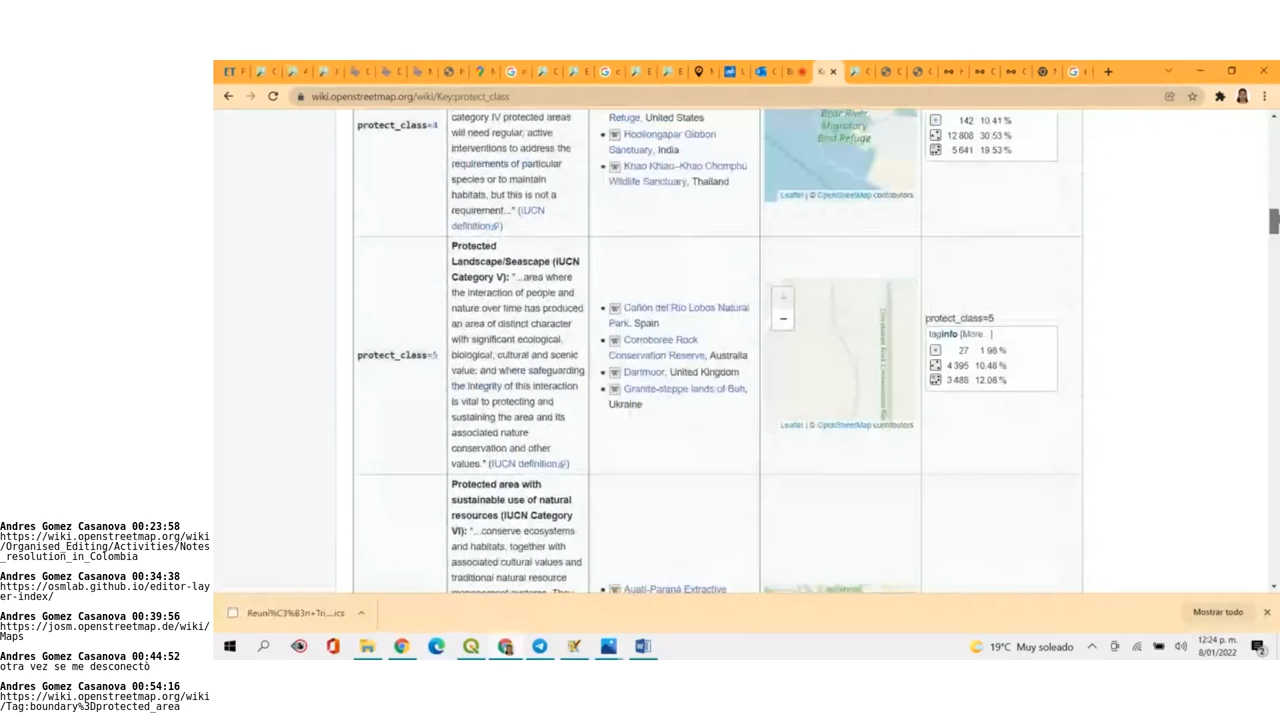 wiki.openstreetmap.org/wiki/Key:protect_class
protect_class=4
category IV protected areas
will need regular, active
interventions to address the
requirements of particular
species or to maintain
habitats, but this is not a
requirement..." (IUCN
definition)
Refuge, United States
Hoollongapar Gibbon
Sanctuary, India
Khao Khiao–Khao Chomphu
Wildlife Sanctuary, Thailand
Bear River
Migratory
Bird Refuge
Leaflet | © OpenStreetMap contributors
142 10.41 %
12 808 30.53 %
5 641 19.53 %
protect_class=5
Protected
Landscape/Seascape (IUCN
Category V): "...area where
the interaction of people and
nature over time has produced
an area of distinct character
with significant ecological,
biological, cultural and scenic
value: and where safeguarding
the integrity of this interaction
is vital to protecting and
sustaining the area and its
associated nature
conservation and other
values." (IUCN definition)
Cañón del Río Lobos Natural
Park, Spain
Corroboree Rock
Conservation Reserve, Australia
Dartmoor, United Kingdom
Granite-steppe lands of Buh,
Ukraine
+
−
Leaflet | © OpenStreetMap contributors
protect_class=5
taginfo [More...]
27 1.98 %
4 395 10.48 %
3 488 12.08 %
Protected area with
sustainable use of natural
resources (IUCN Category
VI): "...conserve ecosystems
and habitats, together with
associated cultural values and
traditional natural resource
management systems. They
Auati-Paraná Extractive
Reuni%C3%B3n+Tri....ics
Mostrar todo
19°C Muy soleado
12:24 p. m.
8/01/2022
Andres Gomez Casanova 00:23:58
https://wiki.openstreetmap.org/wiki
/Organised_Editing/Activities/Notes
_resolution_in_Colombia
Andres Gomez Casanova 00:34:38
https://osmlab.github.io/editor-lay
er-index/
Andres Gomez Casanova 00:39:56
https://josm.openstreetmap.de/wiki/
Maps
Andres Gomez Casanova 00:44:52
otra vez se me desconectò
Andres Gomez Casanova 00:54:16
https://wiki.openstreetmap.org/wiki
/Tag:boundary%3Dprotected_area